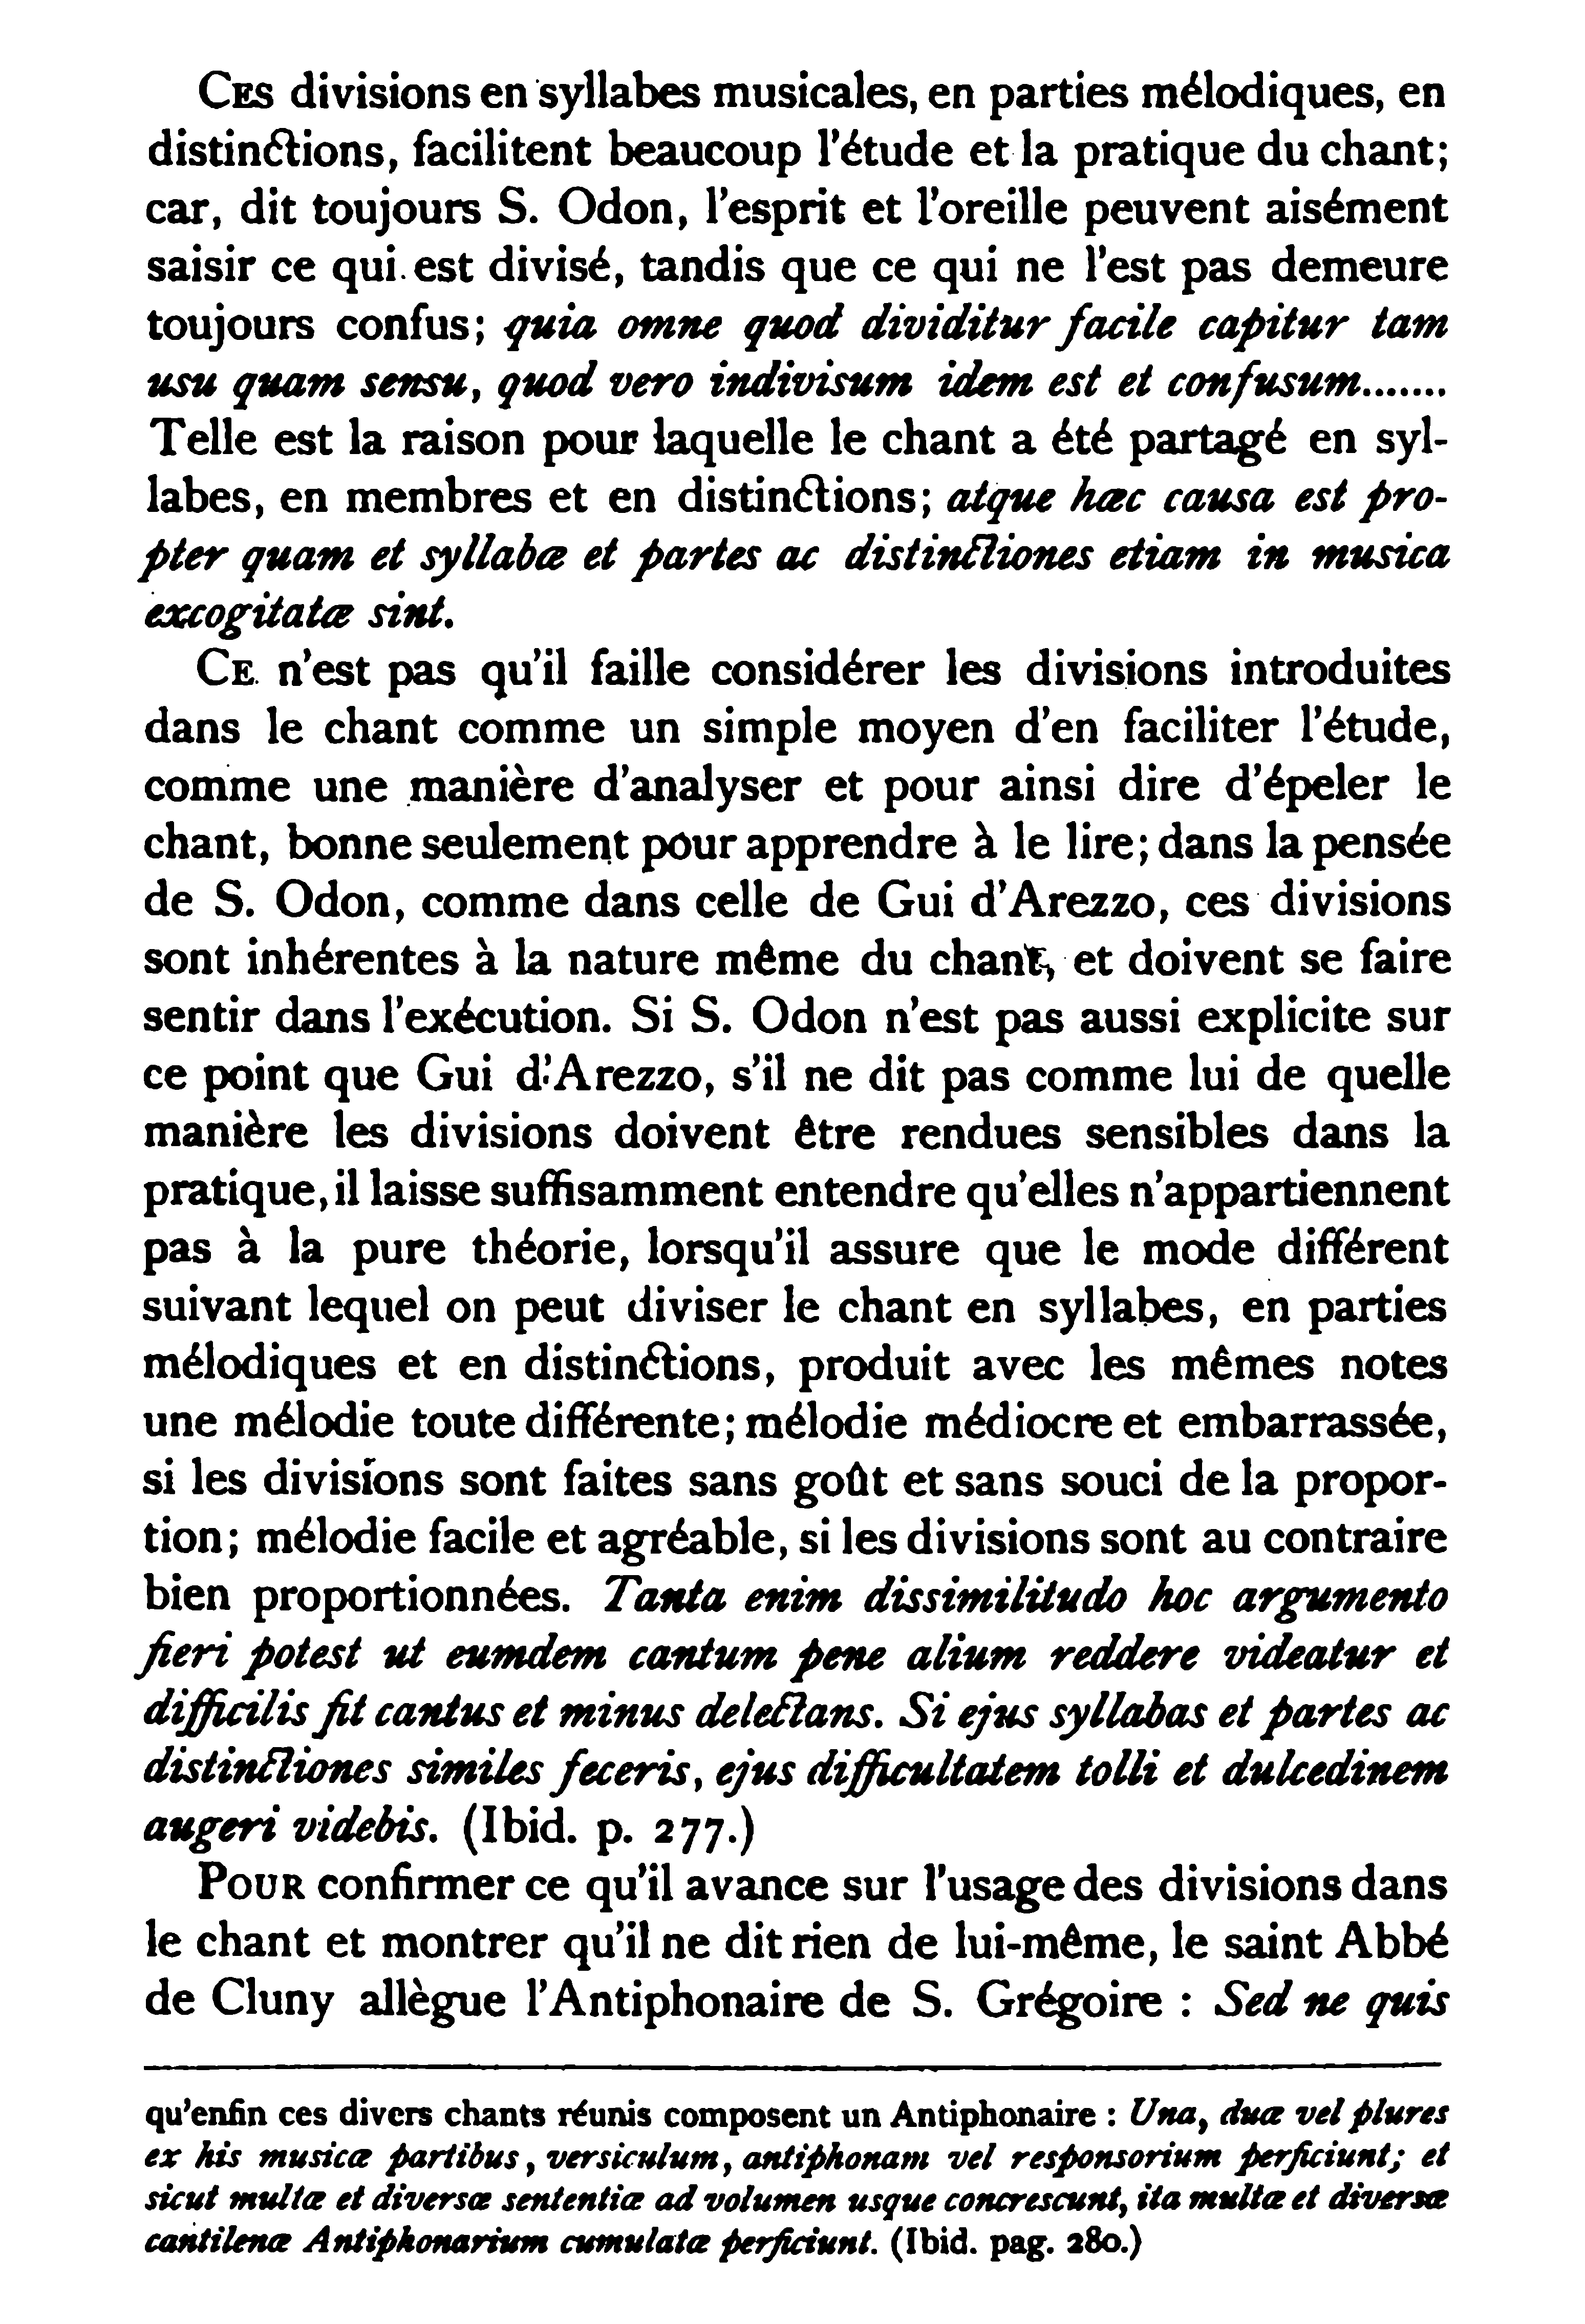 Ces divisions en syllabes musicales, en parties mélodiques, en
distinctions, facilitent beaucoup l'étude et la pratique du chant;
car, dit toujours S. Odon, l'esprit et l'oreille peuvent aisément
saisir ce qui est divisé, tandis que ce qui ne l'est pas demeure
toujours confus; quia omne quod dividitur facile capitur tam
usu quam sensu, quod vero indivisum idem est et confusum.......
Telle est la raison pour laquelle le chant a été partagé en syl-
labes, en membres et en distinctions; atque hæc causa est pro-
pter quam et syllabæ et partes ac distinctiones etiam in musica
excogitatæ sint.
Ce n'est pas qu'il faille considérer les divisions introduites
dans le chant comme un simple moyen d'en faciliter l'étude,
comme une manière d'analyser et pour ainsi dire d'épeler le
chant, bonne seulement pour apprendre à le lire; dans la pensée
de S. Odon, comme dans celle de Gui d'Arezzo, ces divisions
sont inhérentes à la nature même du chant, et doivent se faire
sentir dans l'exécution. Si S. Odon n'est pas aussi explicite sur
ce point que Gui d'Arezzo, s'il ne dit pas comme lui de quelle
manière les divisions doivent être rendues sensibles dans la
pratique, il laisse suffisamment entendre qu'elles n'appartiennent
pas à la pure théorie, lorsqu'il assure que le mode différent
suivant lequel on peut diviser le chant en syllabes, en parties
mélodiques et en distinctions, produit avec les mêmes notes
une mélodie toute différente; mélodie médiocre et embarrassée,
si les divisions sont faites sans goût et sans souci de la propor-
tion; mélodie facile et agréable, si les divisions sont au contraire
bien proportionnées. Tanta enim dissimilitudo hoc argumento
fieri potest ut eumdem cantum pene alium reddere videatur et
difficilis fit cantus et minus delectans. Si ejus syllabas et partes ac
distinctiones similes feceris, ejus difficultatem tolli et dulcedinem
augeri videbis. (Ibid. p. 277.)
Pour confirmer ce qu'il avance sur l'usage des divisions dans
le chant et montrer qu'il ne dit rien de lui-même, le saint Abbé
de Cluny allègue l'Antiphonaire de S. Grégoire : Sed ne quis
qu'enfin ces divers chants réunis composent un Antiphonaire : Una, duæ vel plures
ex his musicæ partibus, versiculum, antiphonam vel responsorium perficiunt; et
sicut multæ et diversæ sententiæ ad volumen usque concrescunt, ita multæ et diversæ
cantilenæ Antiphonarium cumulatæ perficiunt. (Ibid. pag. 280.)